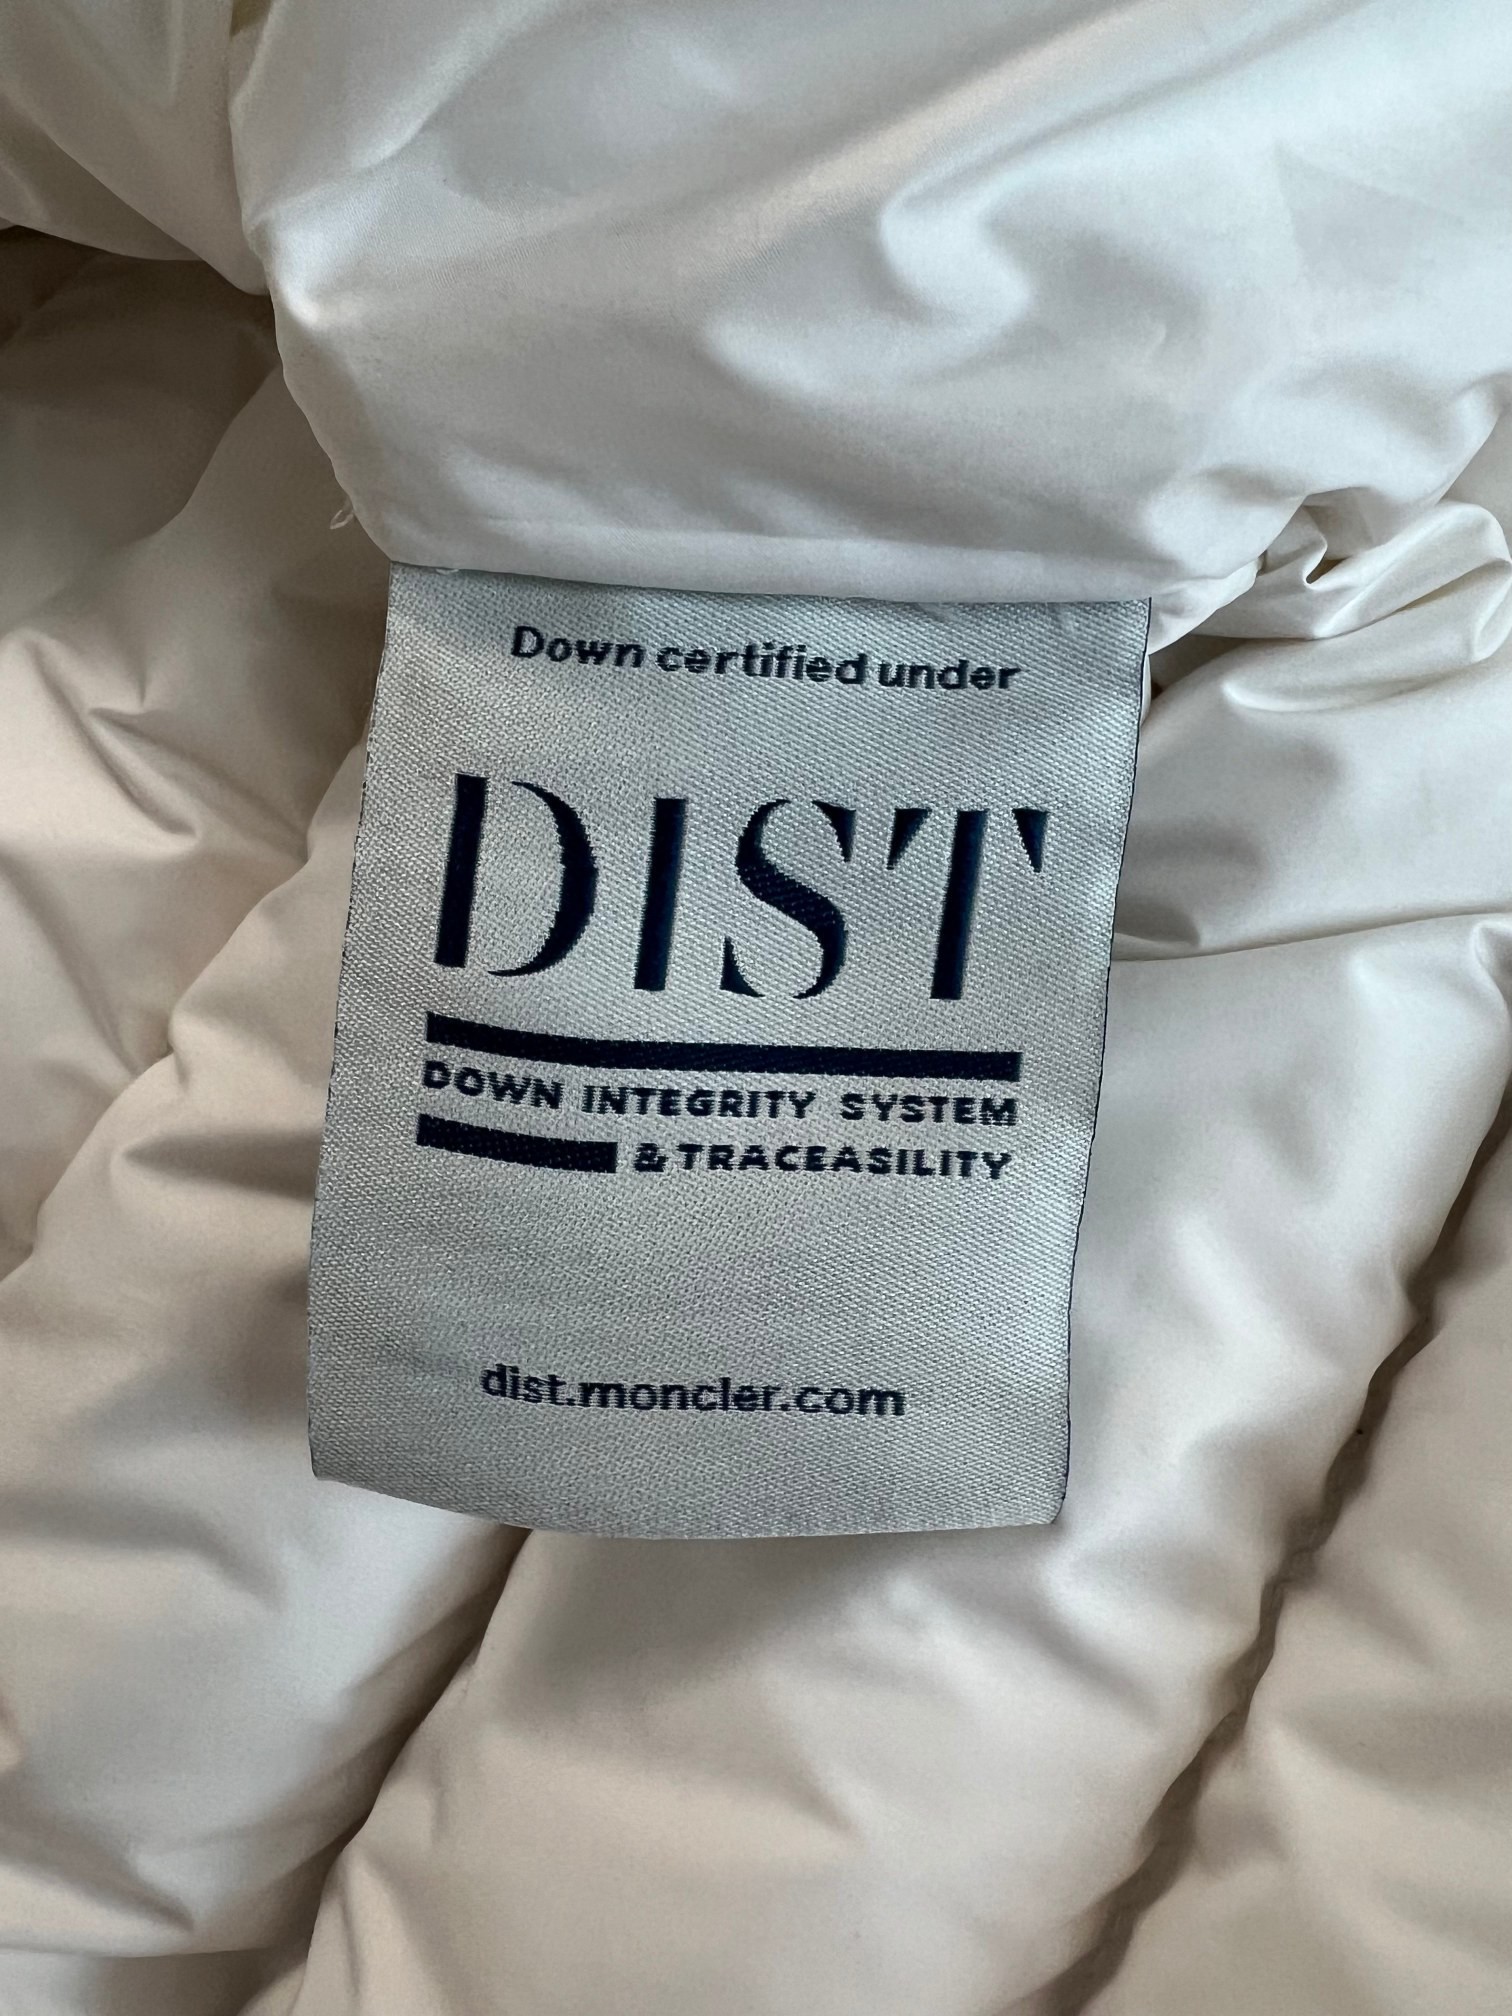 Down certified under
DIST
DOWN INTEGRITY SYSTEM
& TRACEASILITY
dist.moncler.com